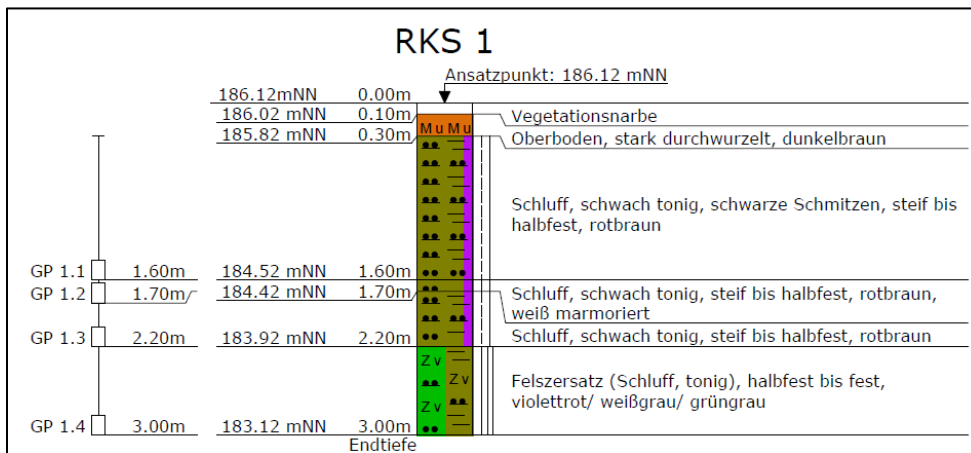 RKS 1
Ansatzpunkt: 186.12 mNN
186.12mNN 0.00m
186.02 mNN 0.10m Vegetationsnarbe
Mu Mu
185.82 mNN 0.30m Oberboden, stark durchwurzelt, dunkelbraun
Schluff, schwach tonig, schwarze Schmitzen, steif bis
halbfest, rotbraun
GP 1.1 1.60m 184.52 mNN 1.60m
GP 1.2 1.70m 184.42 mNN 1.70m Schluff, schwach tonig, steif bis halbfest, rotbraun,
weiß marmoriert
GP 1.3 2.20m 183.92 mNN 2.20m Schluff, schwach tonig, steif bis halbfest, rotbraun
Zv
Zv
Zv
Felszersatz (Schluff, tonig), halbfest bis fest,
violettrot/ weißgrau/ grüngrau
GP 1.4 3.00m 183.12 mNN 3.00m
Endtiefe